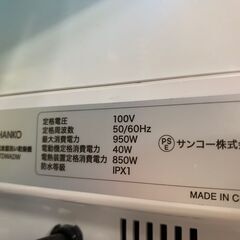 HANKO
定格電圧 100V
定格周波数 50/60Hz
最大消費電力 950W
電動機定格消費電力 40W
電熱装置定格消費電力 850W
防水等級 IPX1
PS
E
サンコー株式会
MADE IN C